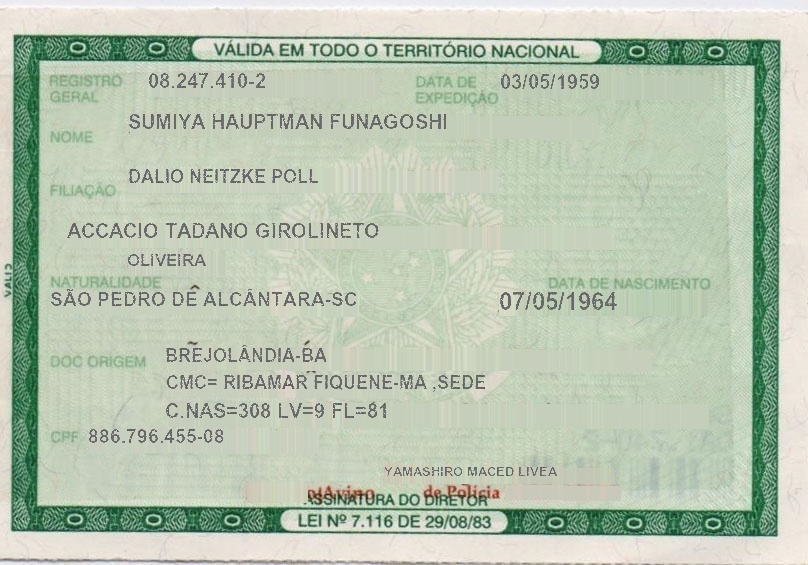 VÁLIDA EM TODO O TERRITÓRIO NACIONAL
REGISTRO GERAL 08.247.410-2 DATA DE EXPEDIÇÃO 03/05/1959
NOME SUMIYA HAUPTMAN FUNAGOSHI
FILIAÇÃO DALIO NEITZKE POLL
ACCACIO TADANO GIROLINETO
OLIVEIRA
NATURALIDADE DATA DE NASCIMENTO
SÃO PEDRO DE ALCÂNTARA-SC 07/05/1964
DOC ORIGEM BREJOLÂNDIA-BA
CMC= RIBAMAR FIQUENE-MA ,SEDE
C.NAS=308 LV=9 FL=81
CPF 886.796.455-08
YAMASHIRO MACED LIVEA
de Polícia
ASSINATURA DO DIRETOR
LEI Nº 7.116 DE 29/08/83